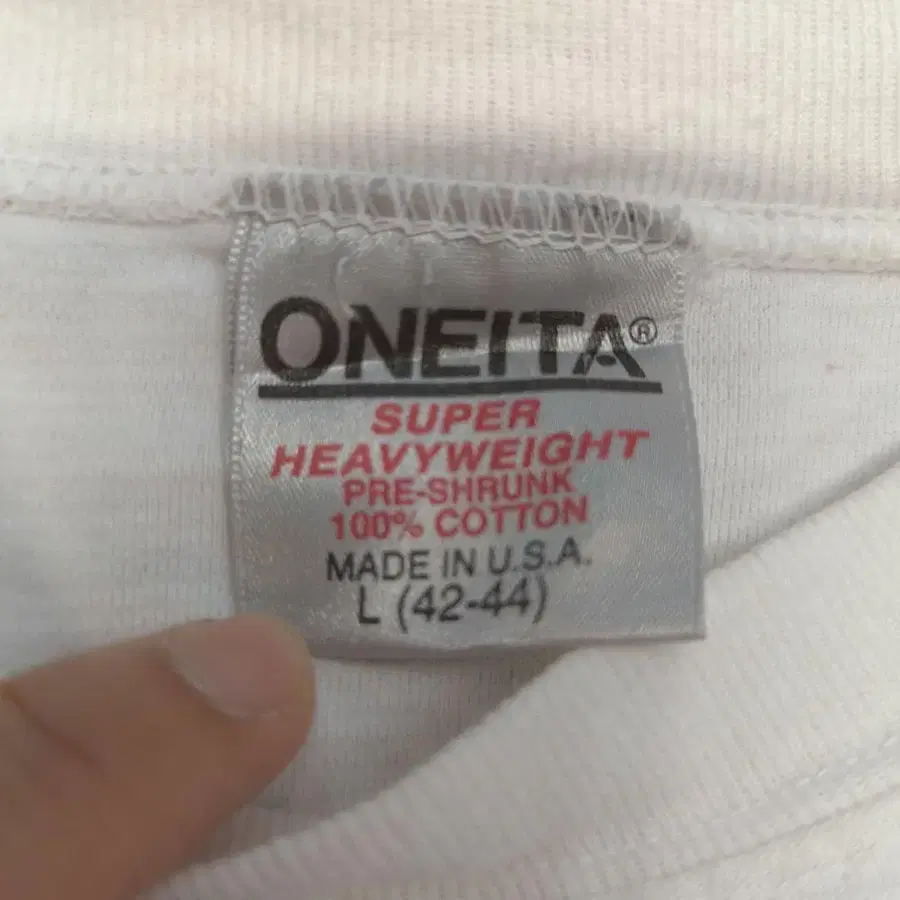 ONEITA®
SUPER
HEAVYWEIGHT
PRE-SHRUNK
100% COTTON
MADE IN U.S.A.
L (42-44)